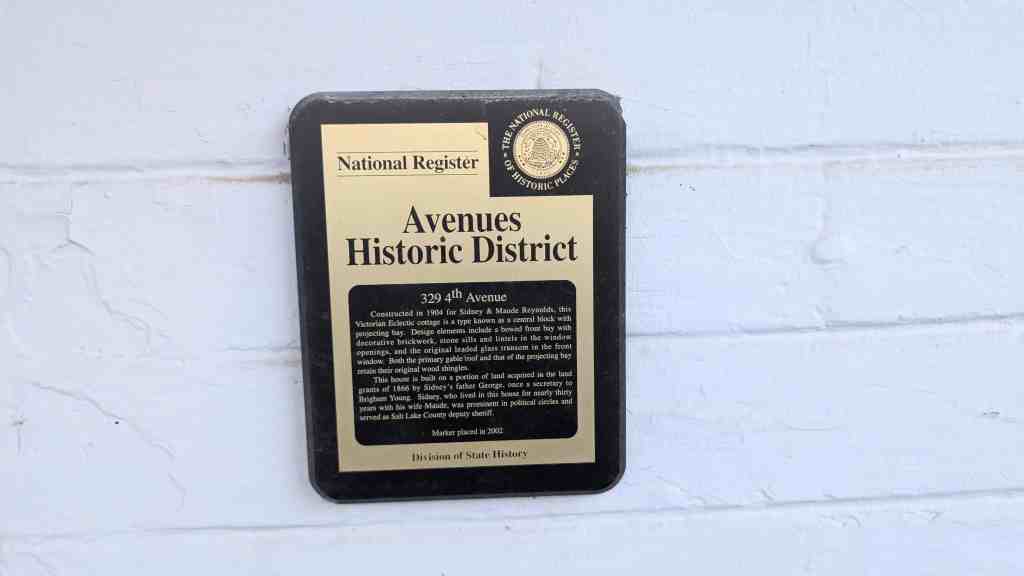 National Register
THE NATIONAL REGISTER
OF HISTORIC PLACES
Avenues
Historic District
329 4th Avenue
Constructed in 1904 for Sidney & Maude Reynolds, this
Victorian Eclectic cottage is a type known as a central block with
projecting bay. Design elements include a bowed front bay with
decorative brickwork, stone sills and lintels in the window
openings, and the original leaded glass transom in the front
window. Both the primary gable roof and that of the projecting bay
retain their original wood shingles.
This house is built on a portion of land acquired in the land
grants of 1866 by Sidney's father George, once a secretary to
Brigham Young. Sidney, who lived in this house for nearly thirty
years with his wife Maude, was prominent in political circles and
served as Salt Lake County deputy sheriff.
Marker placed in 2002
Division of State History